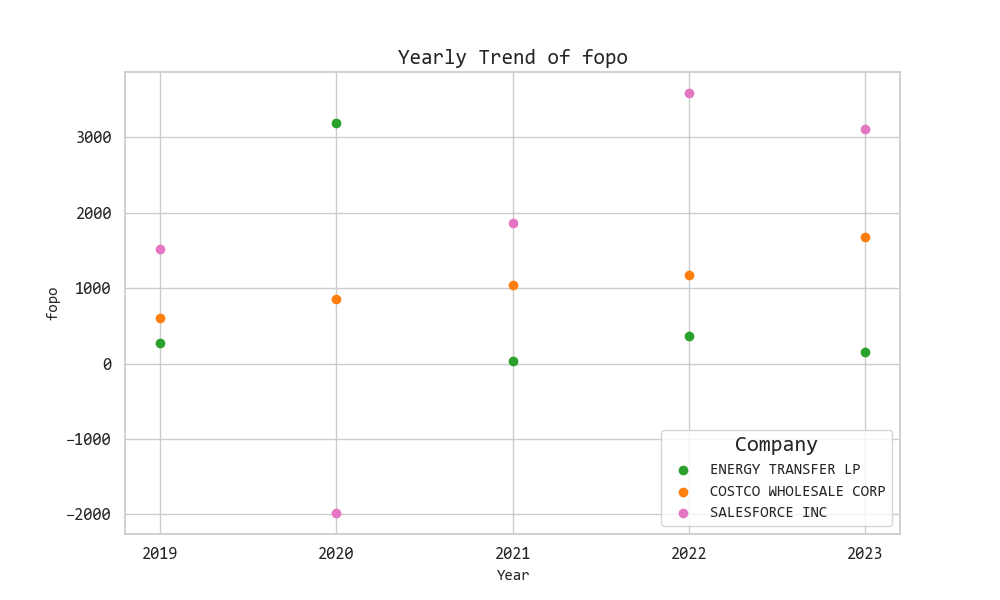 Yearly Trend of fopo
3000
2000
1000
0
−1000
−2000
fopo
2019 2020 2021 2022 2023
Year
Company
ENERGY TRANSFER LP
COSTCO WHOLESALE CORP
SALESFORCE INC